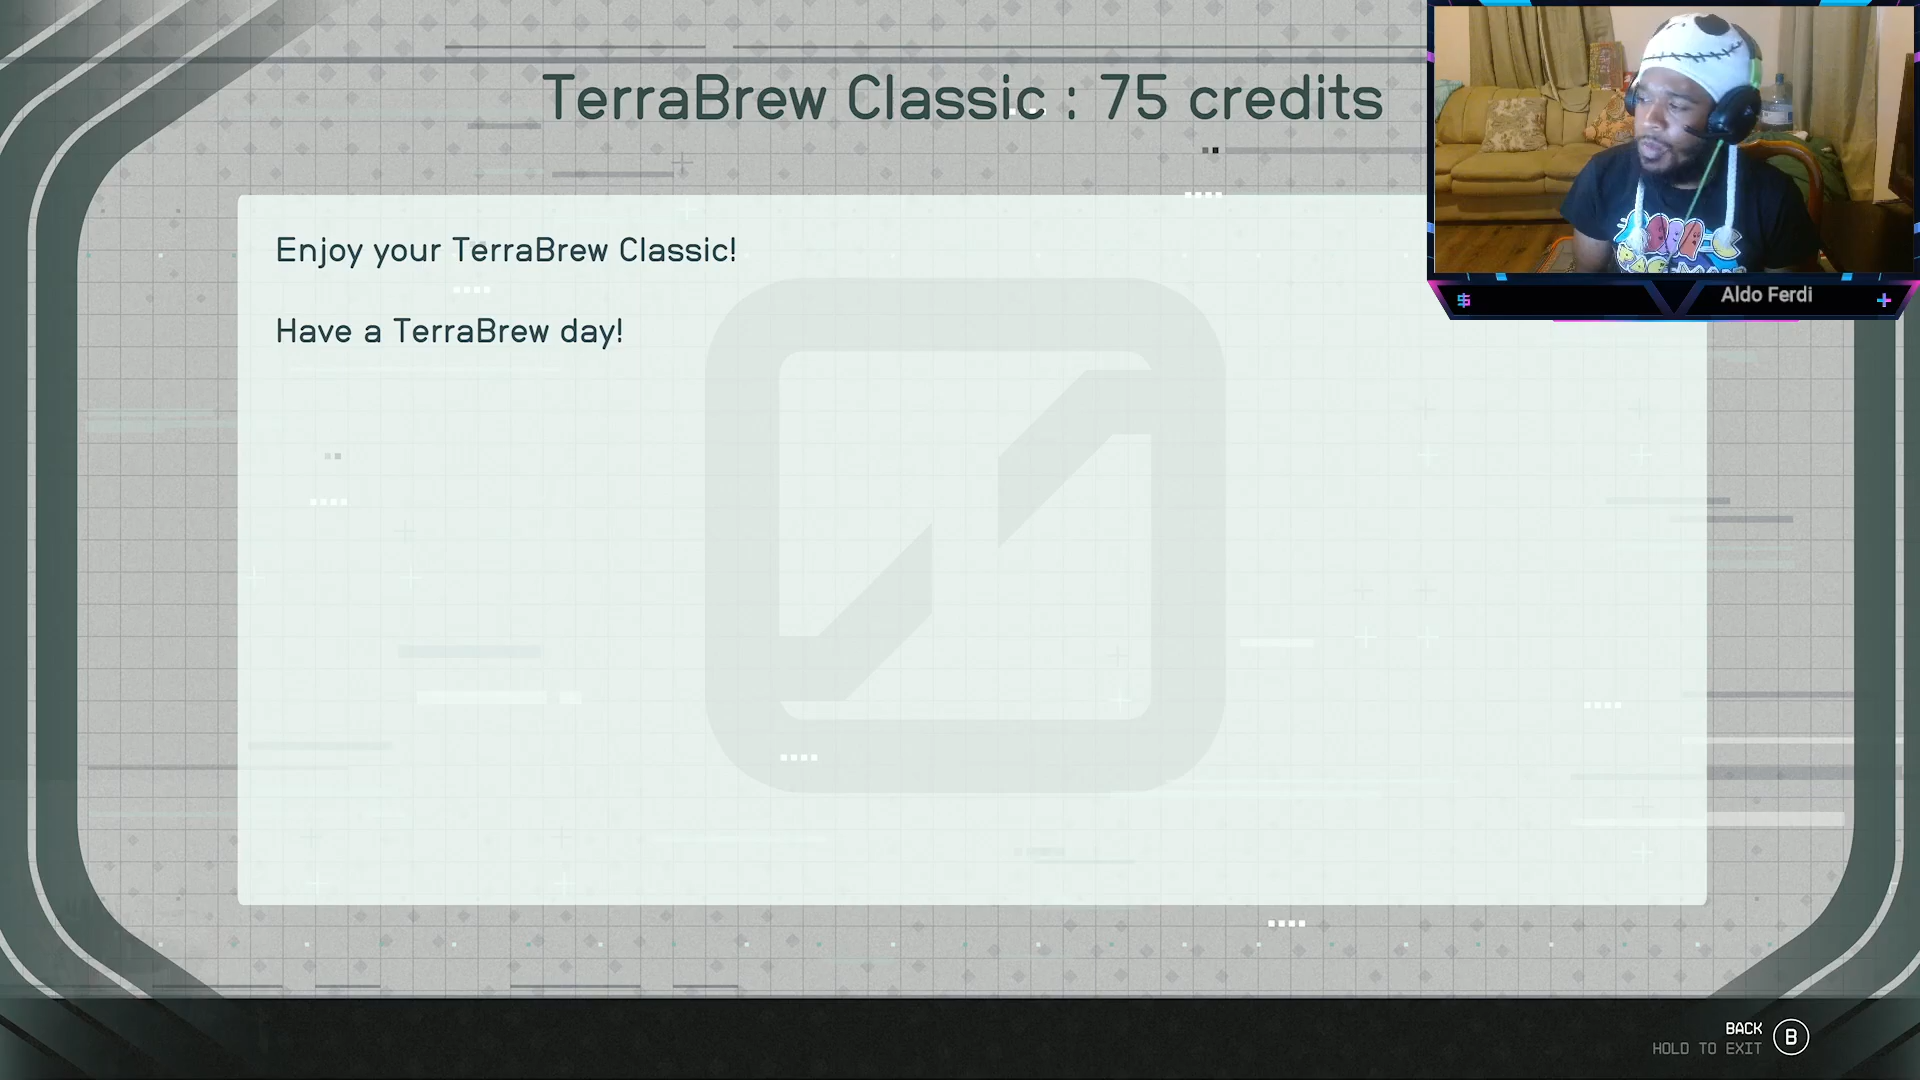 TerraBrew Classic : 75 credits
Enjoy your TerraBrew Classic!
Have a TerraBrew day!
Aldo Ferdi
BACK
HOLD TO EXIT
B